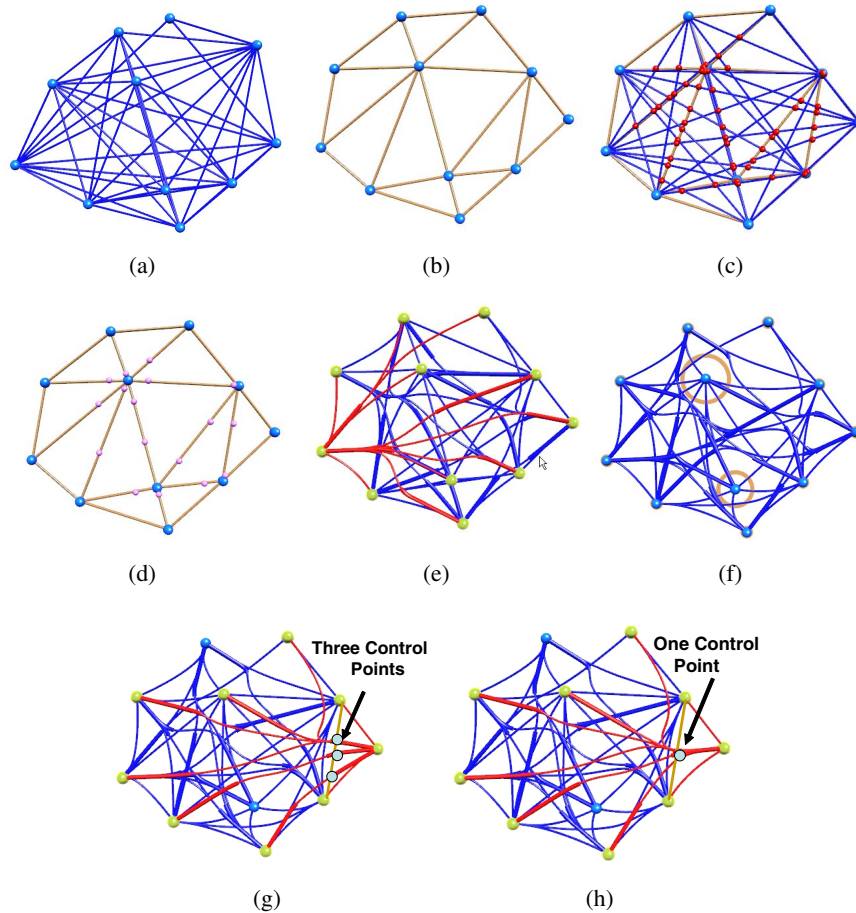 (a)
(b)
(c)
(d)
(e)
(f)
Three Control
Points
One Control
Point
(g)
(h)